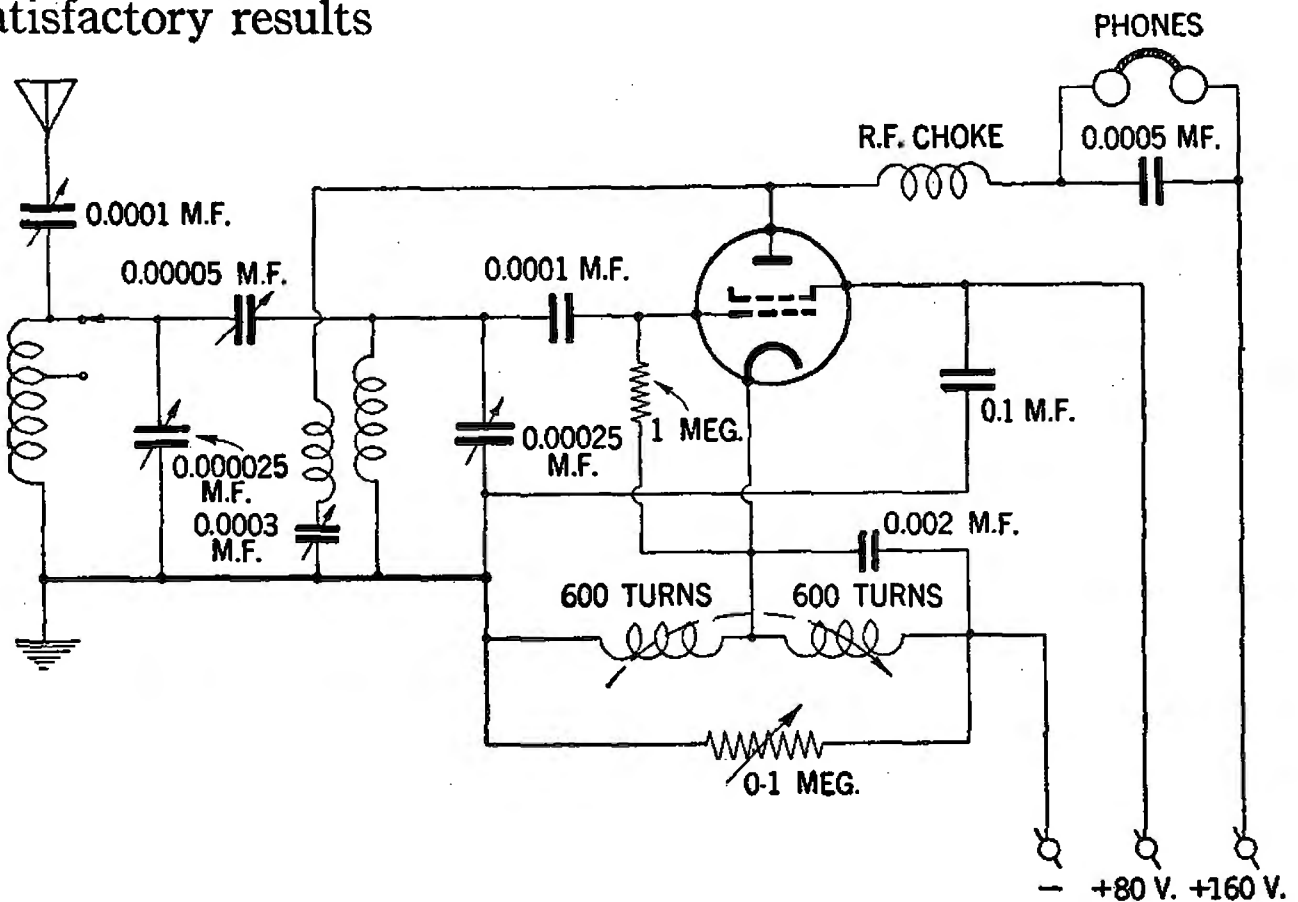 atisfactory results
PHONES
R.F. CHOKE
0.0005 MF.
0.0001 M.F.
0.00005 M.F.
0.0001 M.F.
0.000025
M.F.
0.00025
M.F.
1 MEG.
0.1 M.F.
0.0003
M.F.
0.002 M.F.
600 TURNS
600 TURNS
0-1 MEG.
− +80 V. +160 V.